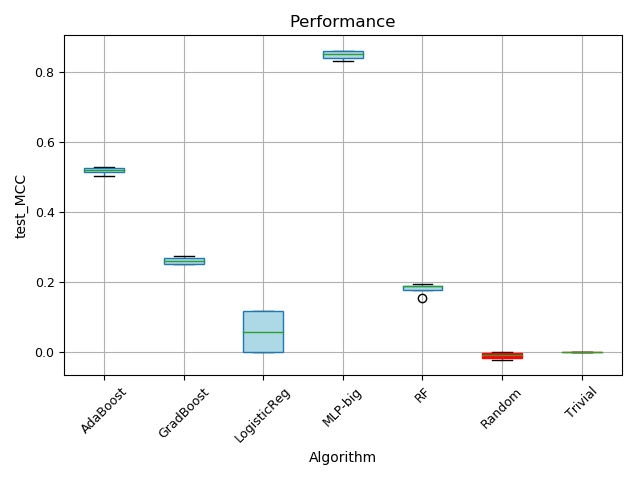 Performance
test_MCC
0.8
0.6
0.4
0.2
0.0
AdaBoost
GradBoost
LogisticReg
MLP-big
RF
Random
Trivial
Algorithm